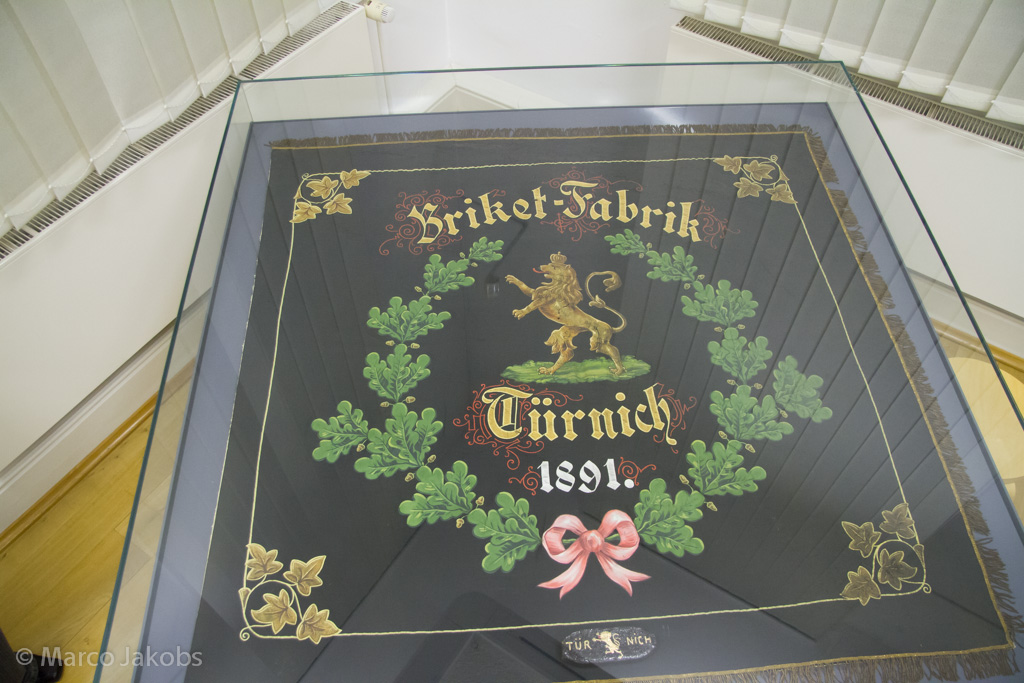 Briket-Fabrik
Türnich
1891.
TÜR NICH
© Marco Jakobs